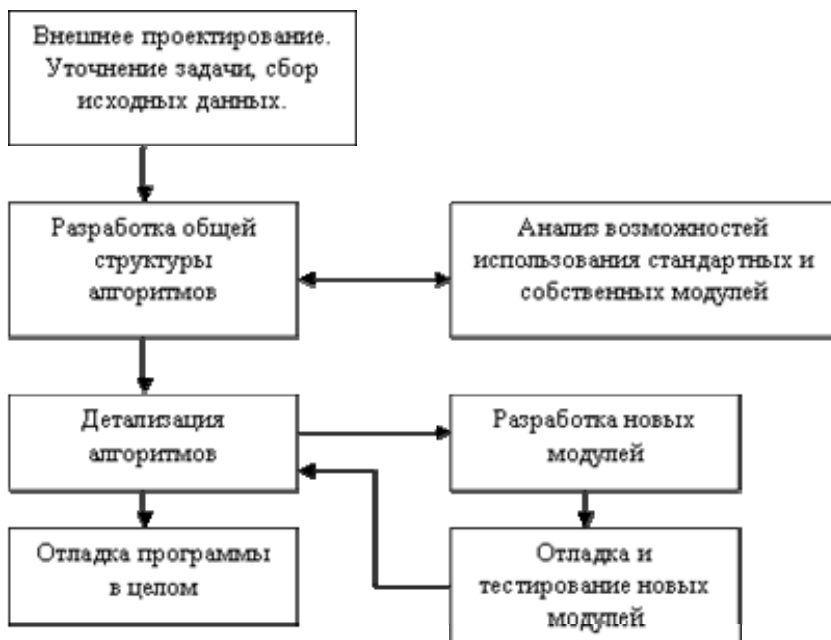 Внешнее проектирование.
Уточнение задачи, сбор
исходных данных.
Разработка общей
структуры
алгоритмов
Анализ возможностей
использования стандартных и
собственных модулей
Детализация
алгоритмов
Разработка новых
модулей
Отладка программы
в целом
Отладка и
тестирование новых
модулей